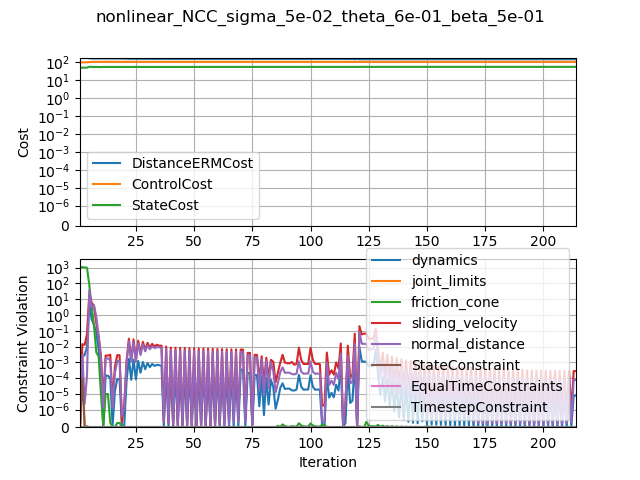 nonlinear_NCC_sigma_5e-02_theta_6e-01_beta_5e-01
Cost
10^2
10^1
10^0
10^-1
10^-2
10^-3
10^-4
10^-5
10^-6
0
DistanceERMCost
ControlCost
StateCost
25 50 75 100 125 150 175 200
Constraint Violation
10^3
10^2
10^1
10^0
10^-1
10^-2
10^-3
10^-4
10^-5
10^-6
0
dynamics
joint_limits
friction_cone
sliding_velocity
normal_distance
StateConstraint
EqualTimeConstraints
TimestepConstraint
25 50 75 100 125 150 175 200
Iteration